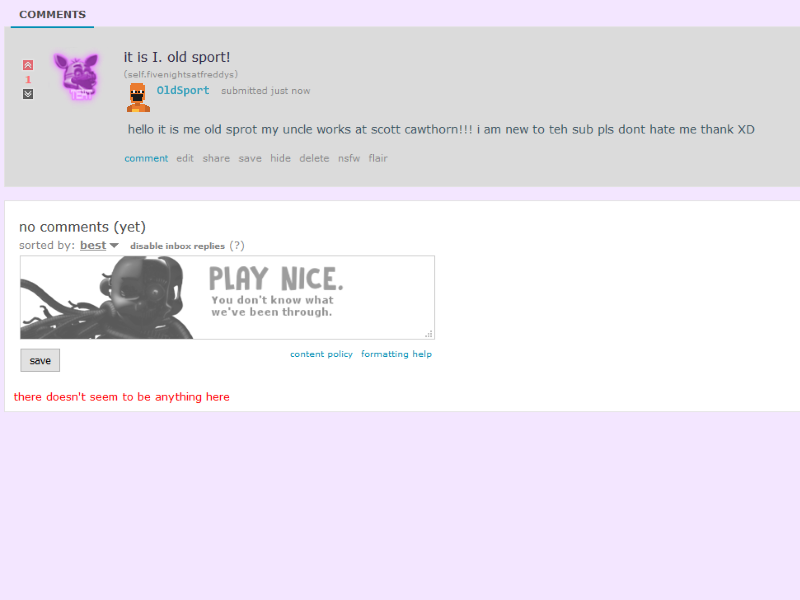 COMMENTS
it is I. old sport!
(self.fivenightsatfreddys)
1
OldSport submitted just now
hello it is me old sprot my uncle works at scott cawthorn!!! i am new to teh sub pls dont hate me thank XD
comment edit share save hide delete nsfw flair
no comments (yet)
sorted by: best disable inbox replies (?)
PLAY NICE.
You don't know what
we've been through.
save content policy formatting help
there doesn't seem to be anything here